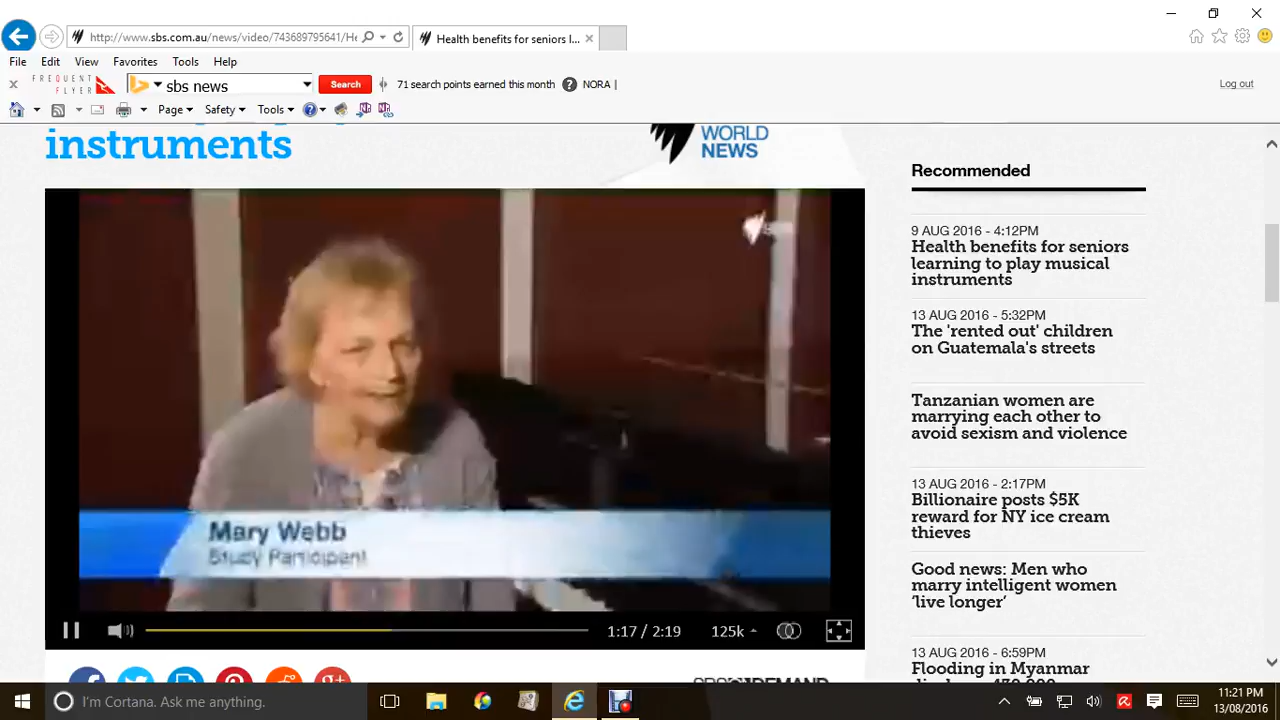 http://www.sbs.com.au/news/video/743689795641/He
Health benefits for seniors l...
File Edit View Favorites Tools Help
FREQUENT
FLYER
sbs news
Search
71 search points earned this month
NORA |
Log out
Page
Safety
Tools
instruments
WORLD
NEWS
Mary Webb
Study Participant
1:17 / 2:19
125k
Recommended
9 AUG 2016 - 4:12PM
Health benefits for seniors
learning to play musical
instruments
13 AUG 2016 - 5:32PM
The 'rented out' children
on Guatemala's streets
Tanzanian women are
marrying each other to
avoid sexism and violence
13 AUG 2016 - 2:17PM
Billionaire posts $5K
reward for NY ice cream
thieves
Good news: Men who
marry intelligent women
‘live longer’
13 AUG 2016 - 6:59PM
Flooding in Myanmar
I'm Cortana. Ask me anything.
11:21 PM
13/08/2016